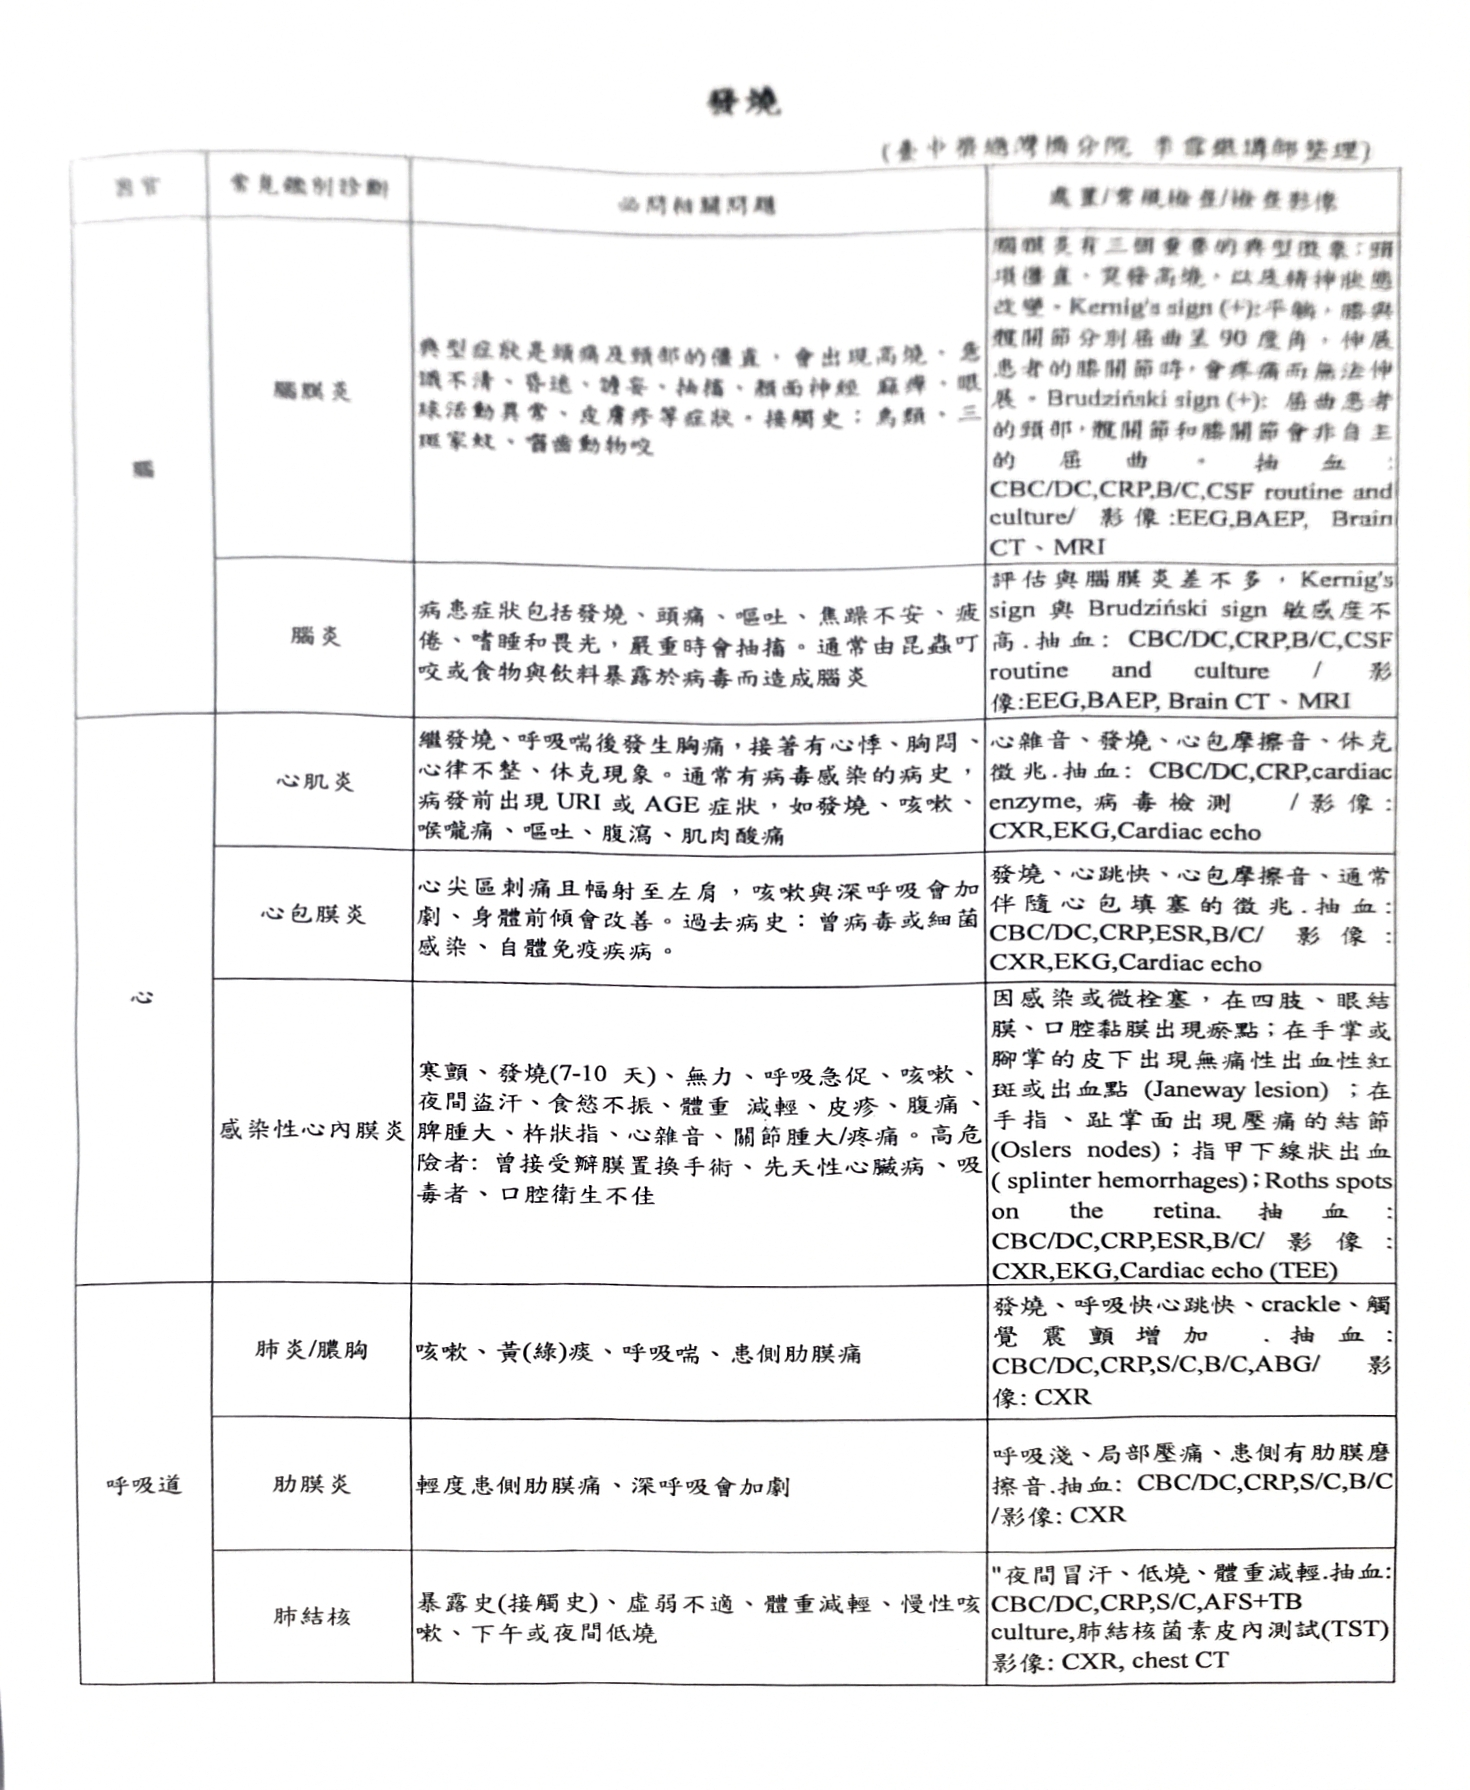 發燒
(臺中榮總灣橋分院 李 講師整理)
器官
常見鑑別診斷
必問相關問題
處置/常規檢查/檢查影像
腦
腦膜炎
典型症狀是頭痛及頸部的僵直,會出現高燒、意
識不清、昏迷、譫妄、抽搐、顏面神經 麻痺、眼
球活動異常、皮膚疹等症狀。接觸史:鳥類、三
斑家蚊、嚙齒動物咬
腦膜炎有三個重要的典型徵象:頸
項僵直,突發高燒,以及精神狀態
改變。Kernig's sign (+):平躺,膝與
髖關節分別屈曲至 90 度角,伸展
患者的膝關節時,會疼痛而無法伸
展。Brudziński sign (+): 屈曲患者
的頸部,髖關節和膝關節會非自主
的屈曲。抽血:
CBC/DC,CRP,B/C,CSF routine and
culture/ 影像:EEG,BAEP, Brain
CT、MRI
腦炎
病患症狀包括發燒、頭痛、嘔吐、焦躁不安、疲
倦、嗜睡和畏光,嚴重時會抽搐。通常由昆蟲叮
咬或食物與飲料暴露於病毒而造成腦炎
評估與腦膜炎差不多,Kernig's
sign 與 Brudziński sign 敏感度不
高.抽血: CBC/DC,CRP,B/C,CSF
routine and culture / 影
像:EEG,BAEP, Brain CT、MRI
心
心肌炎
繼發燒、呼吸喘後發生胸痛,接著有心悸、胸悶、
心律不整、休克現象。通常有病毒感染的病史,
病發前出現 URI 或 AGE 症狀,如發燒、咳嗽、
喉嚨痛、嘔吐、腹瀉、肌肉酸痛
心雜音、發燒、心包摩擦音、休克
徵兆.抽血: CBC/DC,CRP,cardiac
enzyme, 病毒檢測 /影像:
CXR,EKG,Cardiac echo
心包膜炎
心尖區刺痛且幅射至左肩,咳嗽與深呼吸會加
劇、身體前傾會改善。過去病史:曾病毒或細菌
感染、自體免疫疾病。
發燒、心跳快、心包摩擦音、通常
伴隨心包填塞的徵兆.抽血:
CBC/DC,CRP,ESR,B/C/ 影像:
CXR,EKG,Cardiac echo
感染性心內膜炎
寒顫、發燒(7-10 天)、無力、呼吸急促、咳嗽、
夜間盜汗、食慾不振、體重 減輕、皮疹、腹痛、
脾腫大、杵狀指、心雜音、關節腫大/疼痛。高危
險者: 曾接受瓣膜置換手術、先天性心臟病、吸
毒者、口腔衛生不佳
因感染或微栓塞,在四肢、眼結
膜、口腔黏膜出現瘀點;在手掌或
腳掌的皮下出現無痛性出血性紅
斑或出血點 (Janeway lesion) ;在
手指、趾掌面出現壓痛的結節
(Oslers nodes);指甲下線狀出血
( splinter hemorrhages);Roths spots
on the retina. 抽血:
CBC/DC,CRP,ESR,B/C/ 影像:
CXR,EKG,Cardiac echo (TEE)
呼吸道
肺炎/膿胸
咳嗽、黃(綠)痰、呼吸喘、患側肋膜痛
發燒、呼吸快心跳快、crackle、觸
覺震顫增加 .抽血:
CBC/DC,CRP,S/C,B/C,ABG/ 影
像: CXR
肋膜炎
輕度患側肋膜痛、深呼吸會加劇
呼吸淺、局部壓痛、患側有肋膜磨
擦音.抽血: CBC/DC,CRP,S/C,B/C
/影像: CXR
肺結核
暴露史(接觸史)、虛弱不適、體重減輕、慢性咳
嗽、下午或夜間低燒
"夜間冒汗、低燒、體重減輕.抽血:
CBC/DC,CRP,S/C,AFS+TB
culture,肺結核菌素皮內測試(TST)
影像: CXR, chest CT